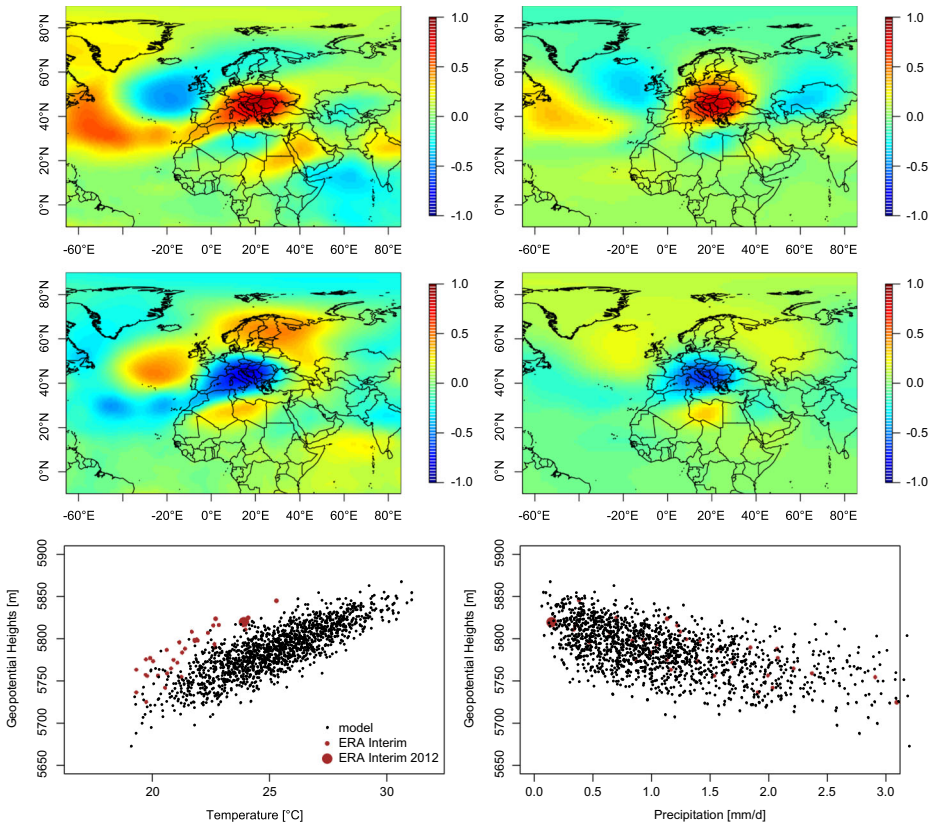 80°N
60°N
40°N
20°N
0°N
-60°E
0°E
20°E
40°E
60°E
80°E
1.0
0.5
0.0
-0.5
-1.0
80°N
60°N
40°N
20°N
0°N
-60°E
0°E
20°E
40°E
60°E
80°E
1.0
0.5
0.0
-0.5
-1.0
80°N
60°N
40°N
20°N
0°N
-60°E
0°E
20°E
40°E
60°E
80°E
1.0
0.5
0.0
-0.5
-1.0
80°N
60°N
40°N
20°N
0°N
-60°E
0°E
20°E
40°E
60°E
80°E
1.0
0.5
0.0
-0.5
-1.0
Geopotential Heights [m]
5900
5850
5800
5750
5700
5650
model
ERA Interim
ERA Interim 2012
20
25
30
Temperature [°C]
Geopotential Heights [m]
5900
5850
5800
5750
5700
5650
0.0
0.5
1.0
1.5
2.0
2.5
3.0
Precipitation [mm/d]